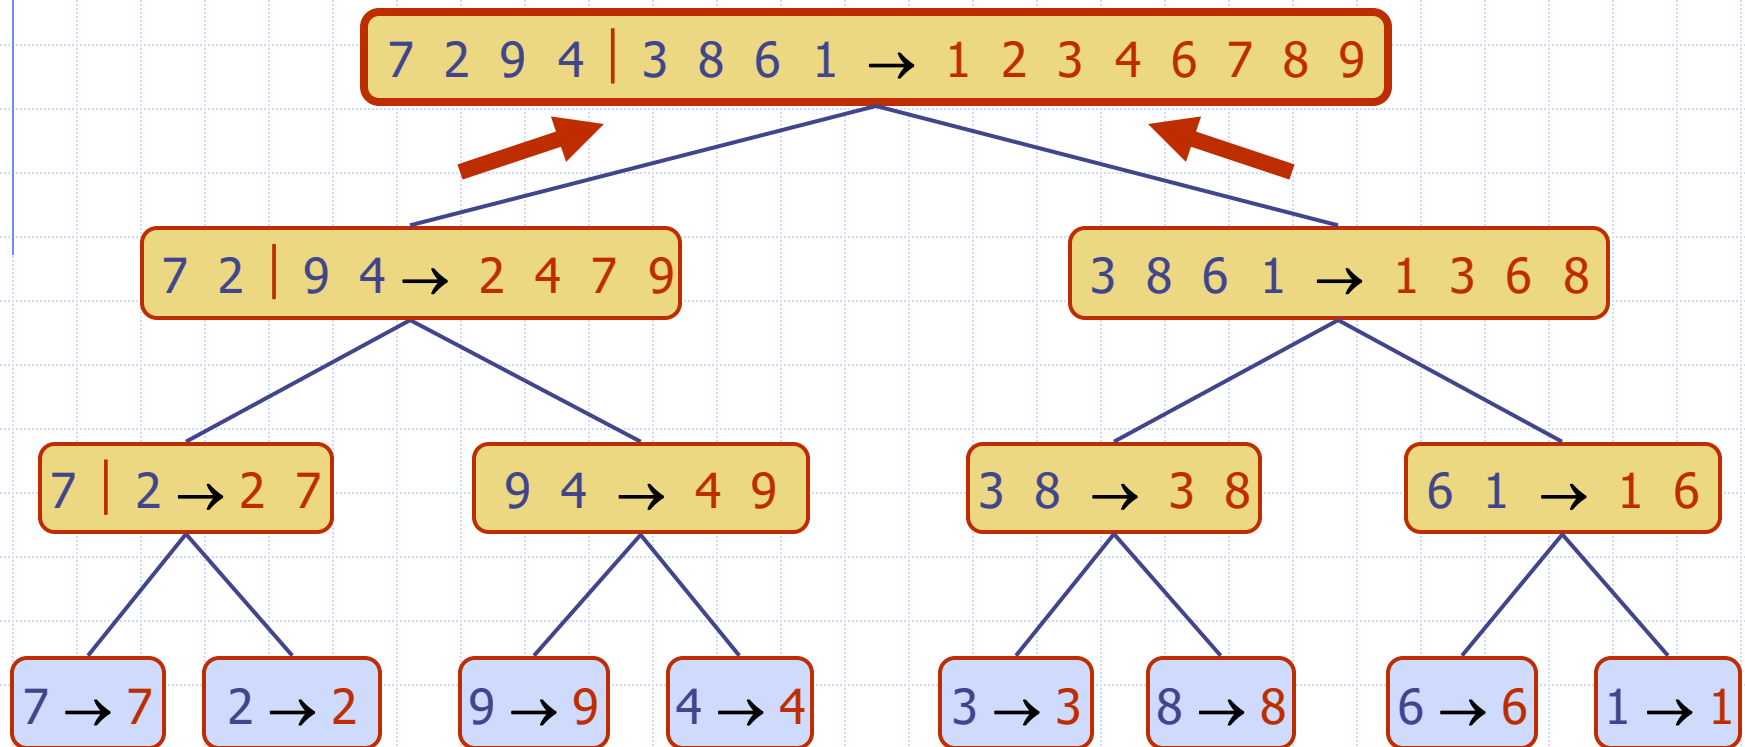 7 2 9 4 | 3 8 6 1 → 1 2 3 4 6 7 8 9
7 2 | 9 4 → 2 4 7 9
3 8 6 1 → 1 3 6 8
7 | 2 → 2 7
9 4 → 4 9
3 8 → 3 8
6 1 → 1 6
7 → 7
2 → 2
9 → 9
4 → 4
3 → 3
8 → 8
6 → 6
1 → 1